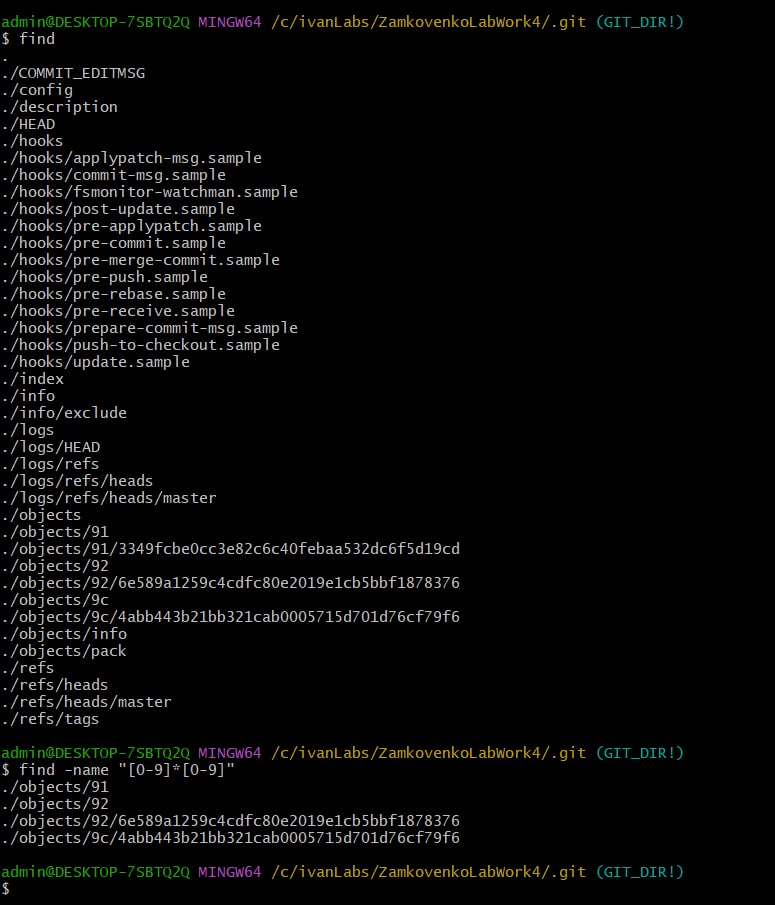 admin@DESKTOP-7SBTQ2Q MINGW64 /c/ivanLabs/ZamkovenkoLabWork4/.git (GIT_DIR!)
$ find
.
./COMMIT_EDITMSG
./config
./description
./HEAD
./hooks
./hooks/applypatch-msg.sample
./hooks/commit-msg.sample
./hooks/fsmonitor-watchman.sample
./hooks/post-update.sample
./hooks/pre-applypatch.sample
./hooks/pre-commit.sample
./hooks/pre-merge-commit.sample
./hooks/pre-push.sample
./hooks/pre-rebase.sample
./hooks/pre-receive.sample
./hooks/prepare-commit-msg.sample
./hooks/push-to-checkout.sample
./hooks/update.sample
./index
./info
./info/exclude
./logs
./logs/HEAD
./logs/refs
./logs/refs/heads
./logs/refs/heads/master
./objects
./objects/91
./objects/91/3349fcbe0cc3e82c6c40febaa532dc6f5d19cd
./objects/92
./objects/92/6e589a1259c4cdfc80e2019e1cb5bbf1878376
./objects/9c
./objects/9c/4abb443b21bb321cab0005715d701d76cf79f6
./objects/info
./objects/pack
./refs
./refs/heads
./refs/heads/master
./refs/tags
admin@DESKTOP-7SBTQ2Q MINGW64 /c/ivanLabs/ZamkovenkoLabWork4/.git (GIT_DIR!)
$ find -name "[0-9]*[0-9]"
./objects/91
./objects/92
./objects/92/6e589a1259c4cdfc80e2019e1cb5bbf1878376
./objects/9c/4abb443b21bb321cab0005715d701d76cf79f6
admin@DESKTOP-7SBTQ2Q MINGW64 /c/ivanLabs/ZamkovenkoLabWork4/.git (GIT_DIR!)
$